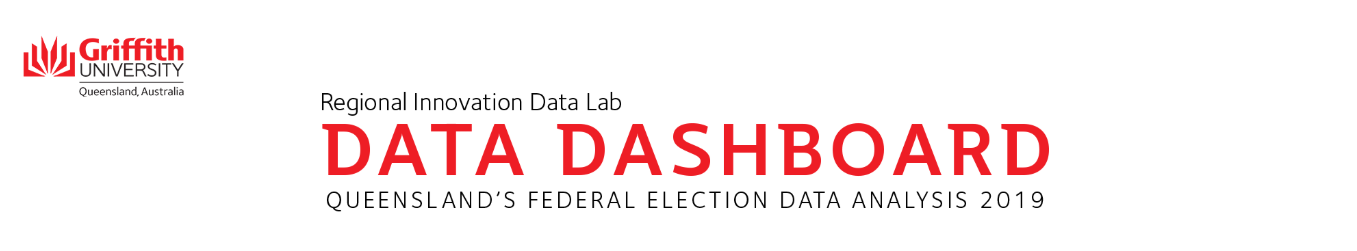 Griffith
UNIVERSITY
Queensland, Australia
Regional Innovation Data Lab
DATA DASHBOARD
QUEENSLAND'S FEDERAL ELECTION DATA ANALYSIS 2019